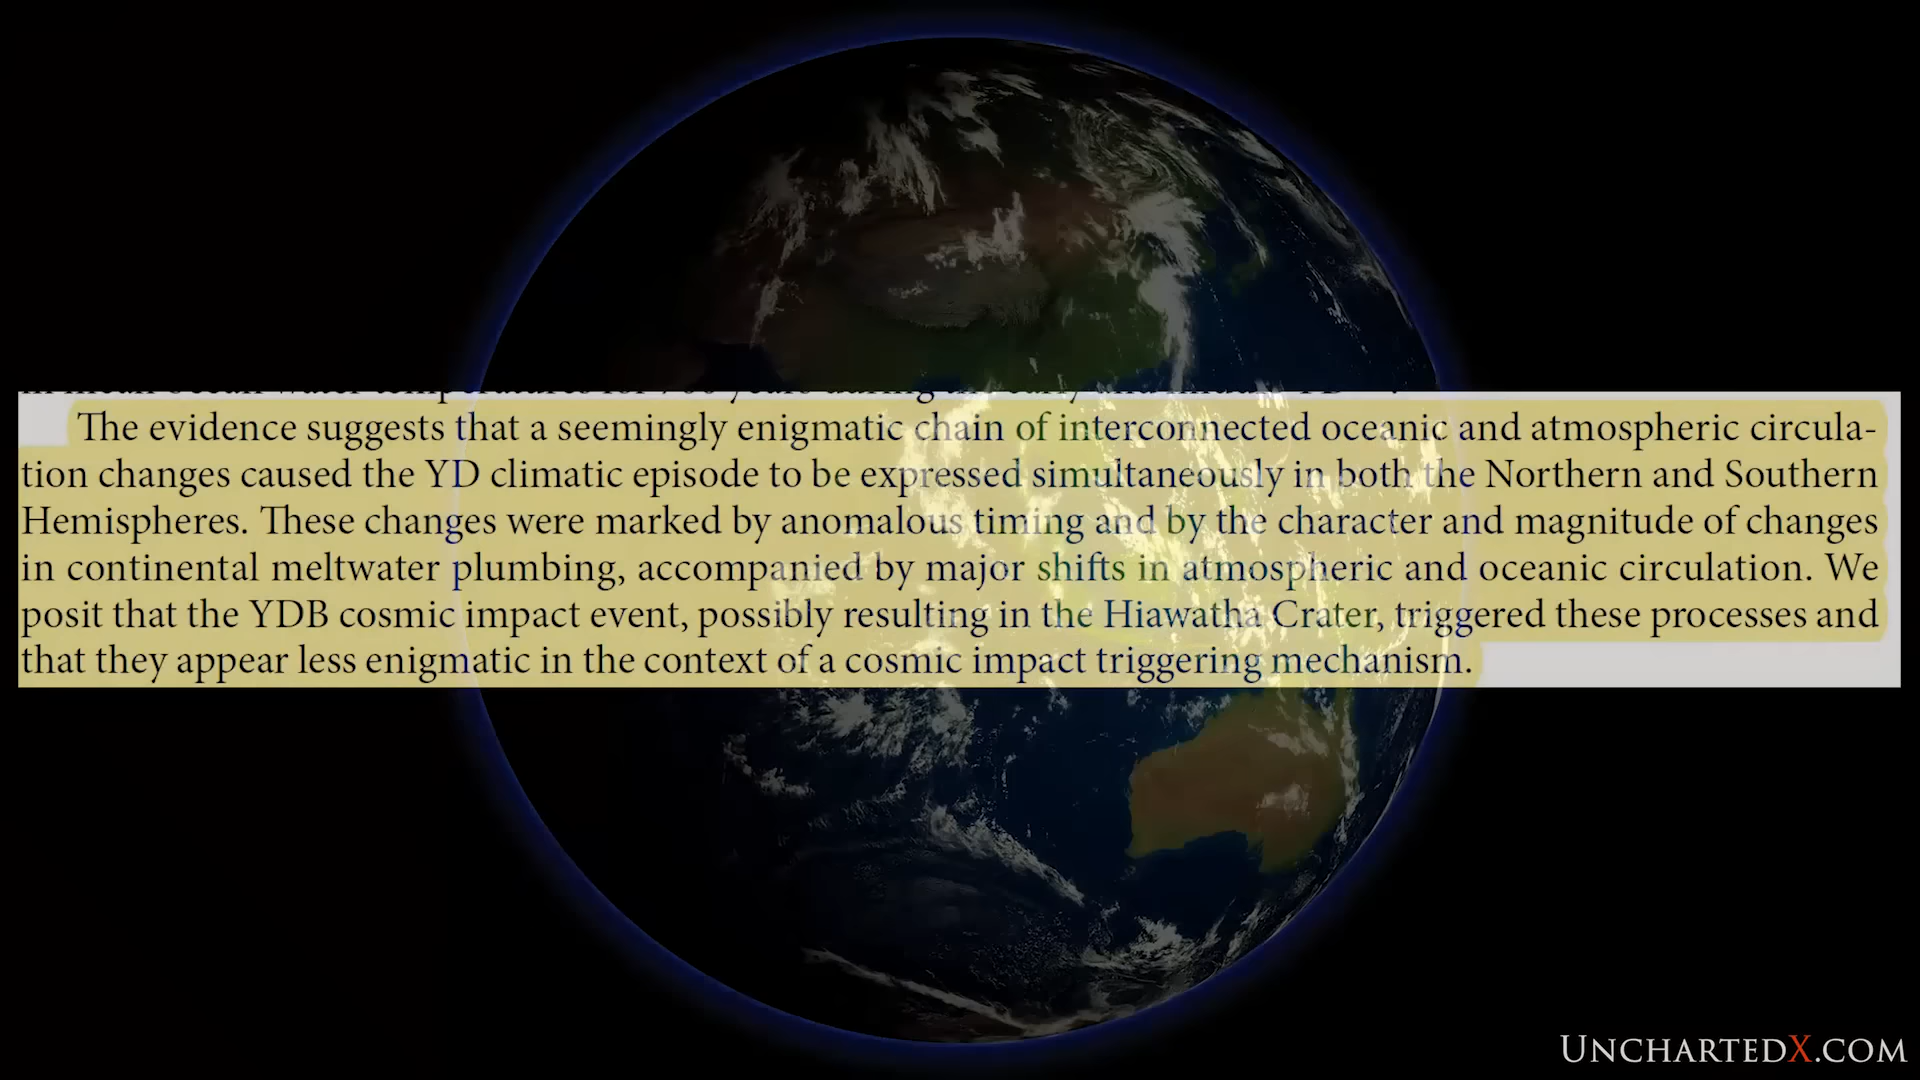 The evidence suggests that a seemingly enigmatic chain of interconnected oceanic and atmospheric circula-
tion changes caused the YD climatic episode to be expressed simultaneously in both the Northern and Southern
Hemispheres. These changes were marked by anomalous timing and by the character and magnitude of changes
in continental meltwater plumbing, accompanied by major shifts in atmospheric and oceanic circulation. We
posit that the YDB cosmic impact event, possibly resulting in the Hiawatha Crater, triggered these processes and
that they appear less enigmatic in the context of a cosmic impact triggering mechanism.
UNCHARTEDX.COM